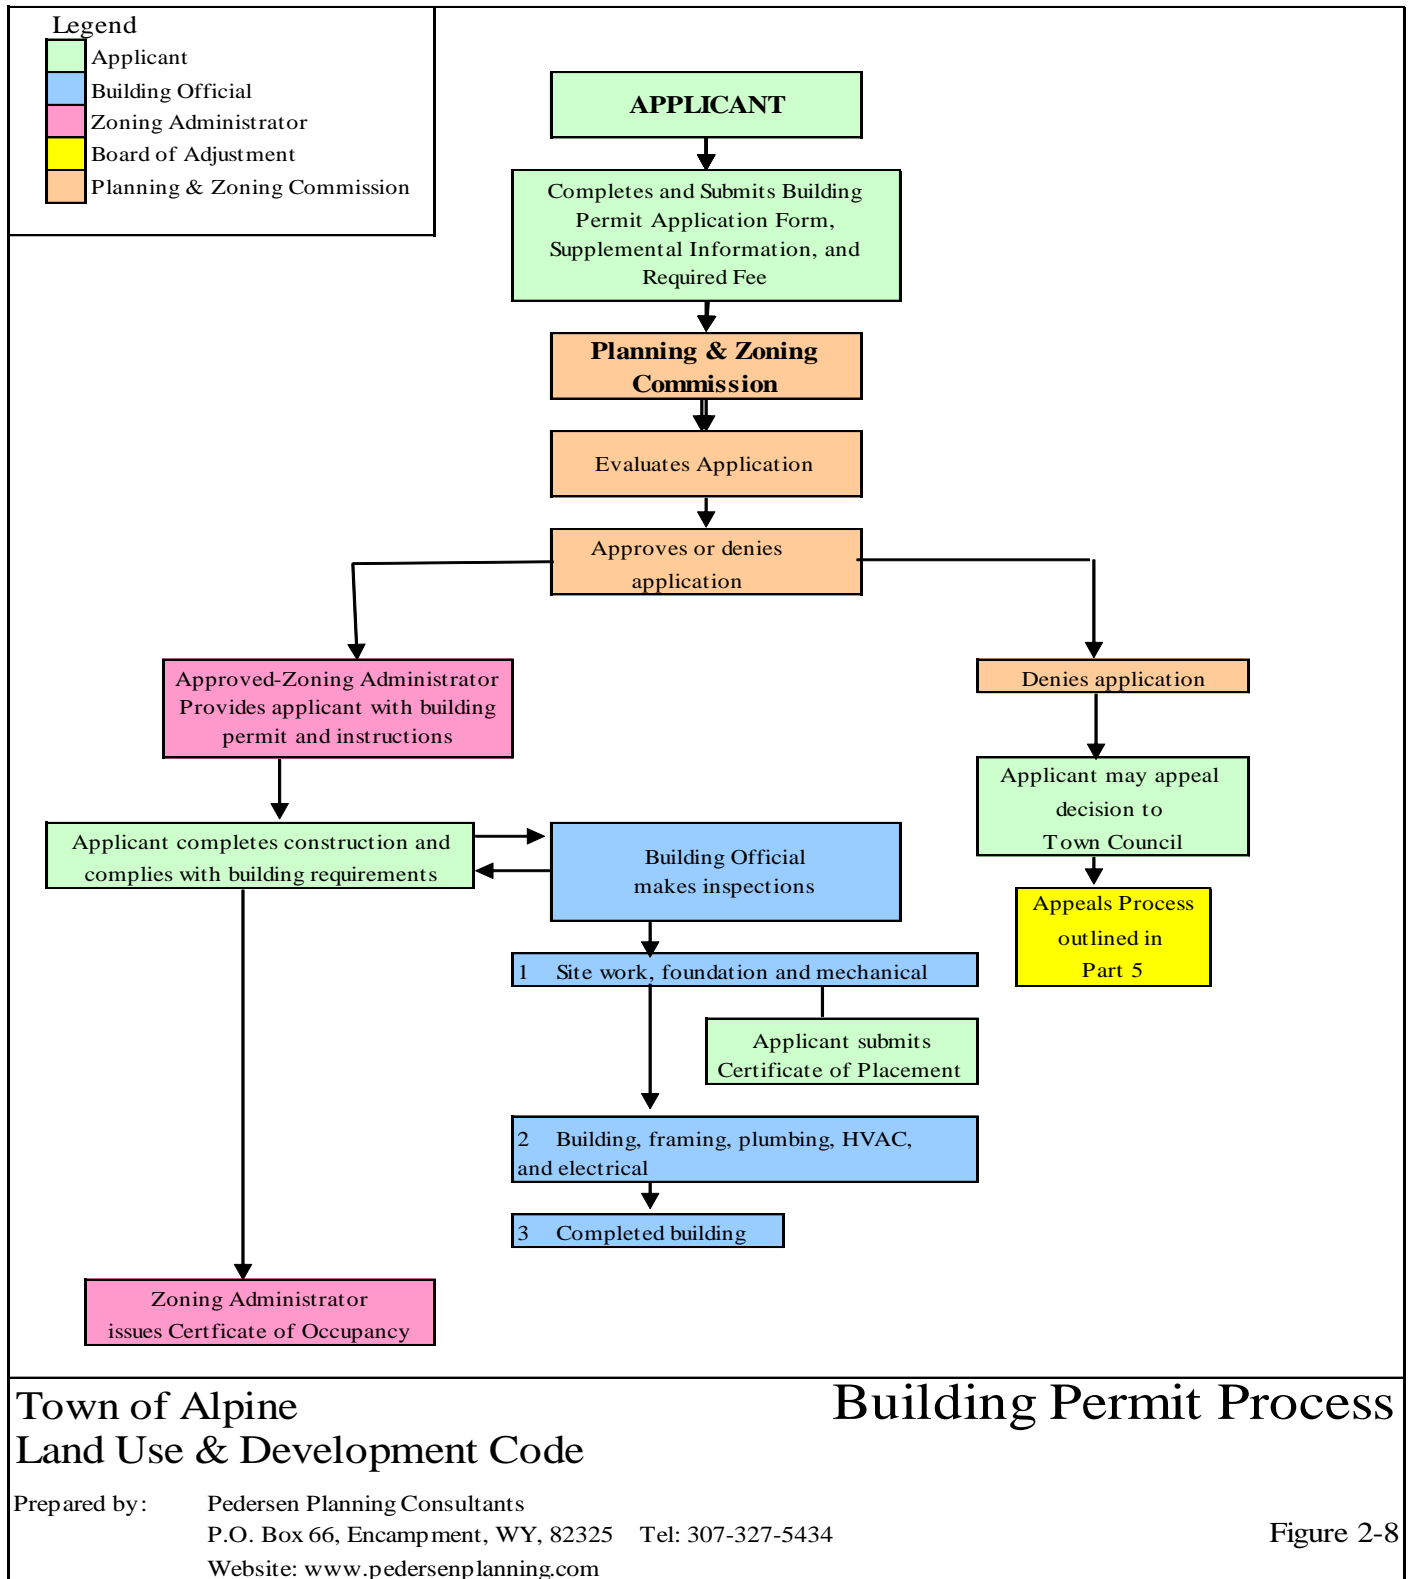 Legend
Applicant
Building Official
Zoning Administrator
Board of Adjustment
Planning & Zoning Commission
APPLICANT
Completes and Submits Building
Permit Application Form,
Supplemental Information, and
Required Fee
Planning & Zoning
Commission
Evaluates Application
Approves or denies
application
Approved-Zoning Administrator
Provides applicant with building
permit and instructions
Denies application
Applicant may appeal
decision to
Town Council
Applicant completes construction and
complies with building requirements
Building Official
makes inspections
Appeals Process
outlined in
Part 5
1 Site work, foundation and mechanical
Applicant submits
Certificate of Placement
2 Building, framing, plumbing, HVAC,
and electrical
3 Completed building
Zoning Administrator
issues Certficate of Occupancy
Town of Alpine
Land Use & Development Code
Building Permit Process
Prepared by: Pedersen Planning Consultants
P.O. Box 66, Encampment, WY, 82325 Tel: 307-327-5434
Website: www.pedersenplanning.com
Figure 2-8